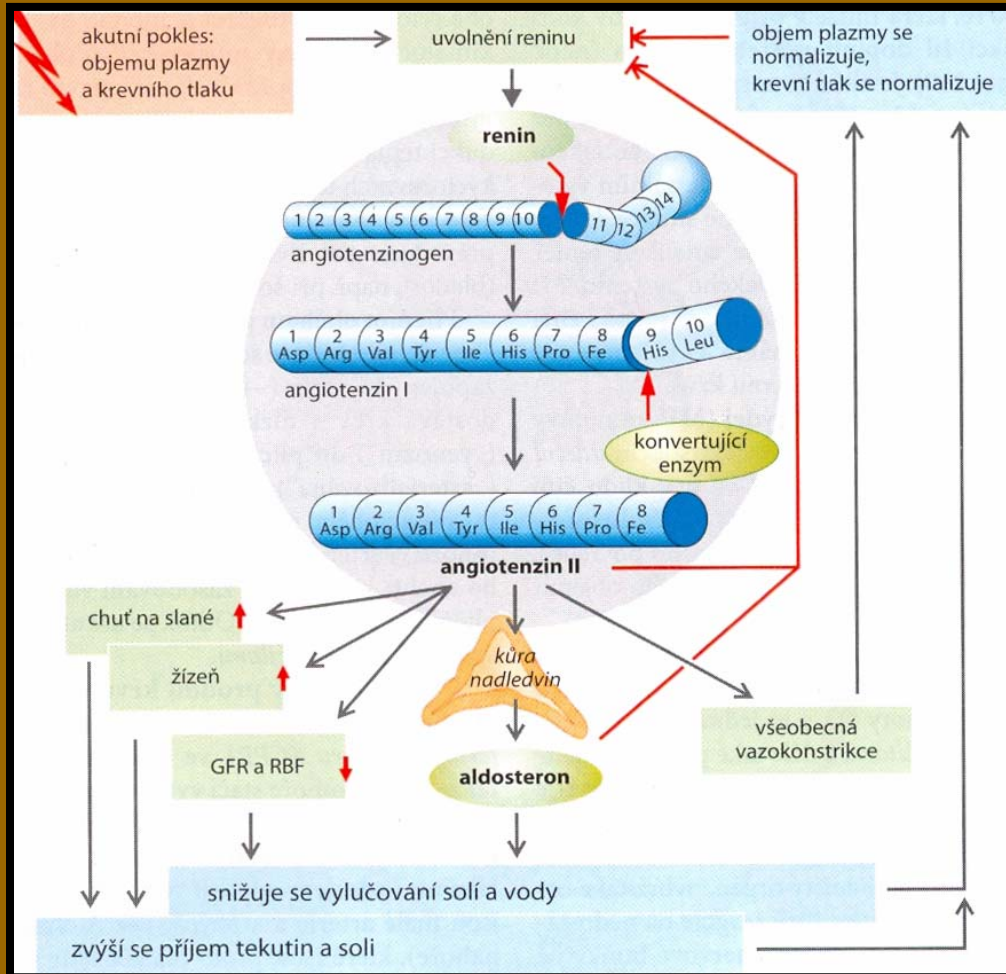 akutní pokles:
objemu plazmy
a krevního tlaku
uvolnění reninu
objem plazmy se
normalizuje,
krevní tlak se normalizuje
renin
1 2 3 4 5 6 7 8 9 10 11 12 13 14
angiotenzinogen
1 2 3 4 5 6 7 8 9 10
Asp Arg Val Tyr Ile His Pro Fe His Leu
angiotenzin I
konvertující
enzym
1 2 3 4 5 6 7 8
Asp Arg Val Tyr Ile His Pro Fe
angiotenzin II
chuť na slané
žízeň
kůra
nadledvin
GFR a RBF
aldosteron
všeobecná
vazokonstrikce
snižuje se vylučování solí a vody
zvýší se příjem tekutin a soli